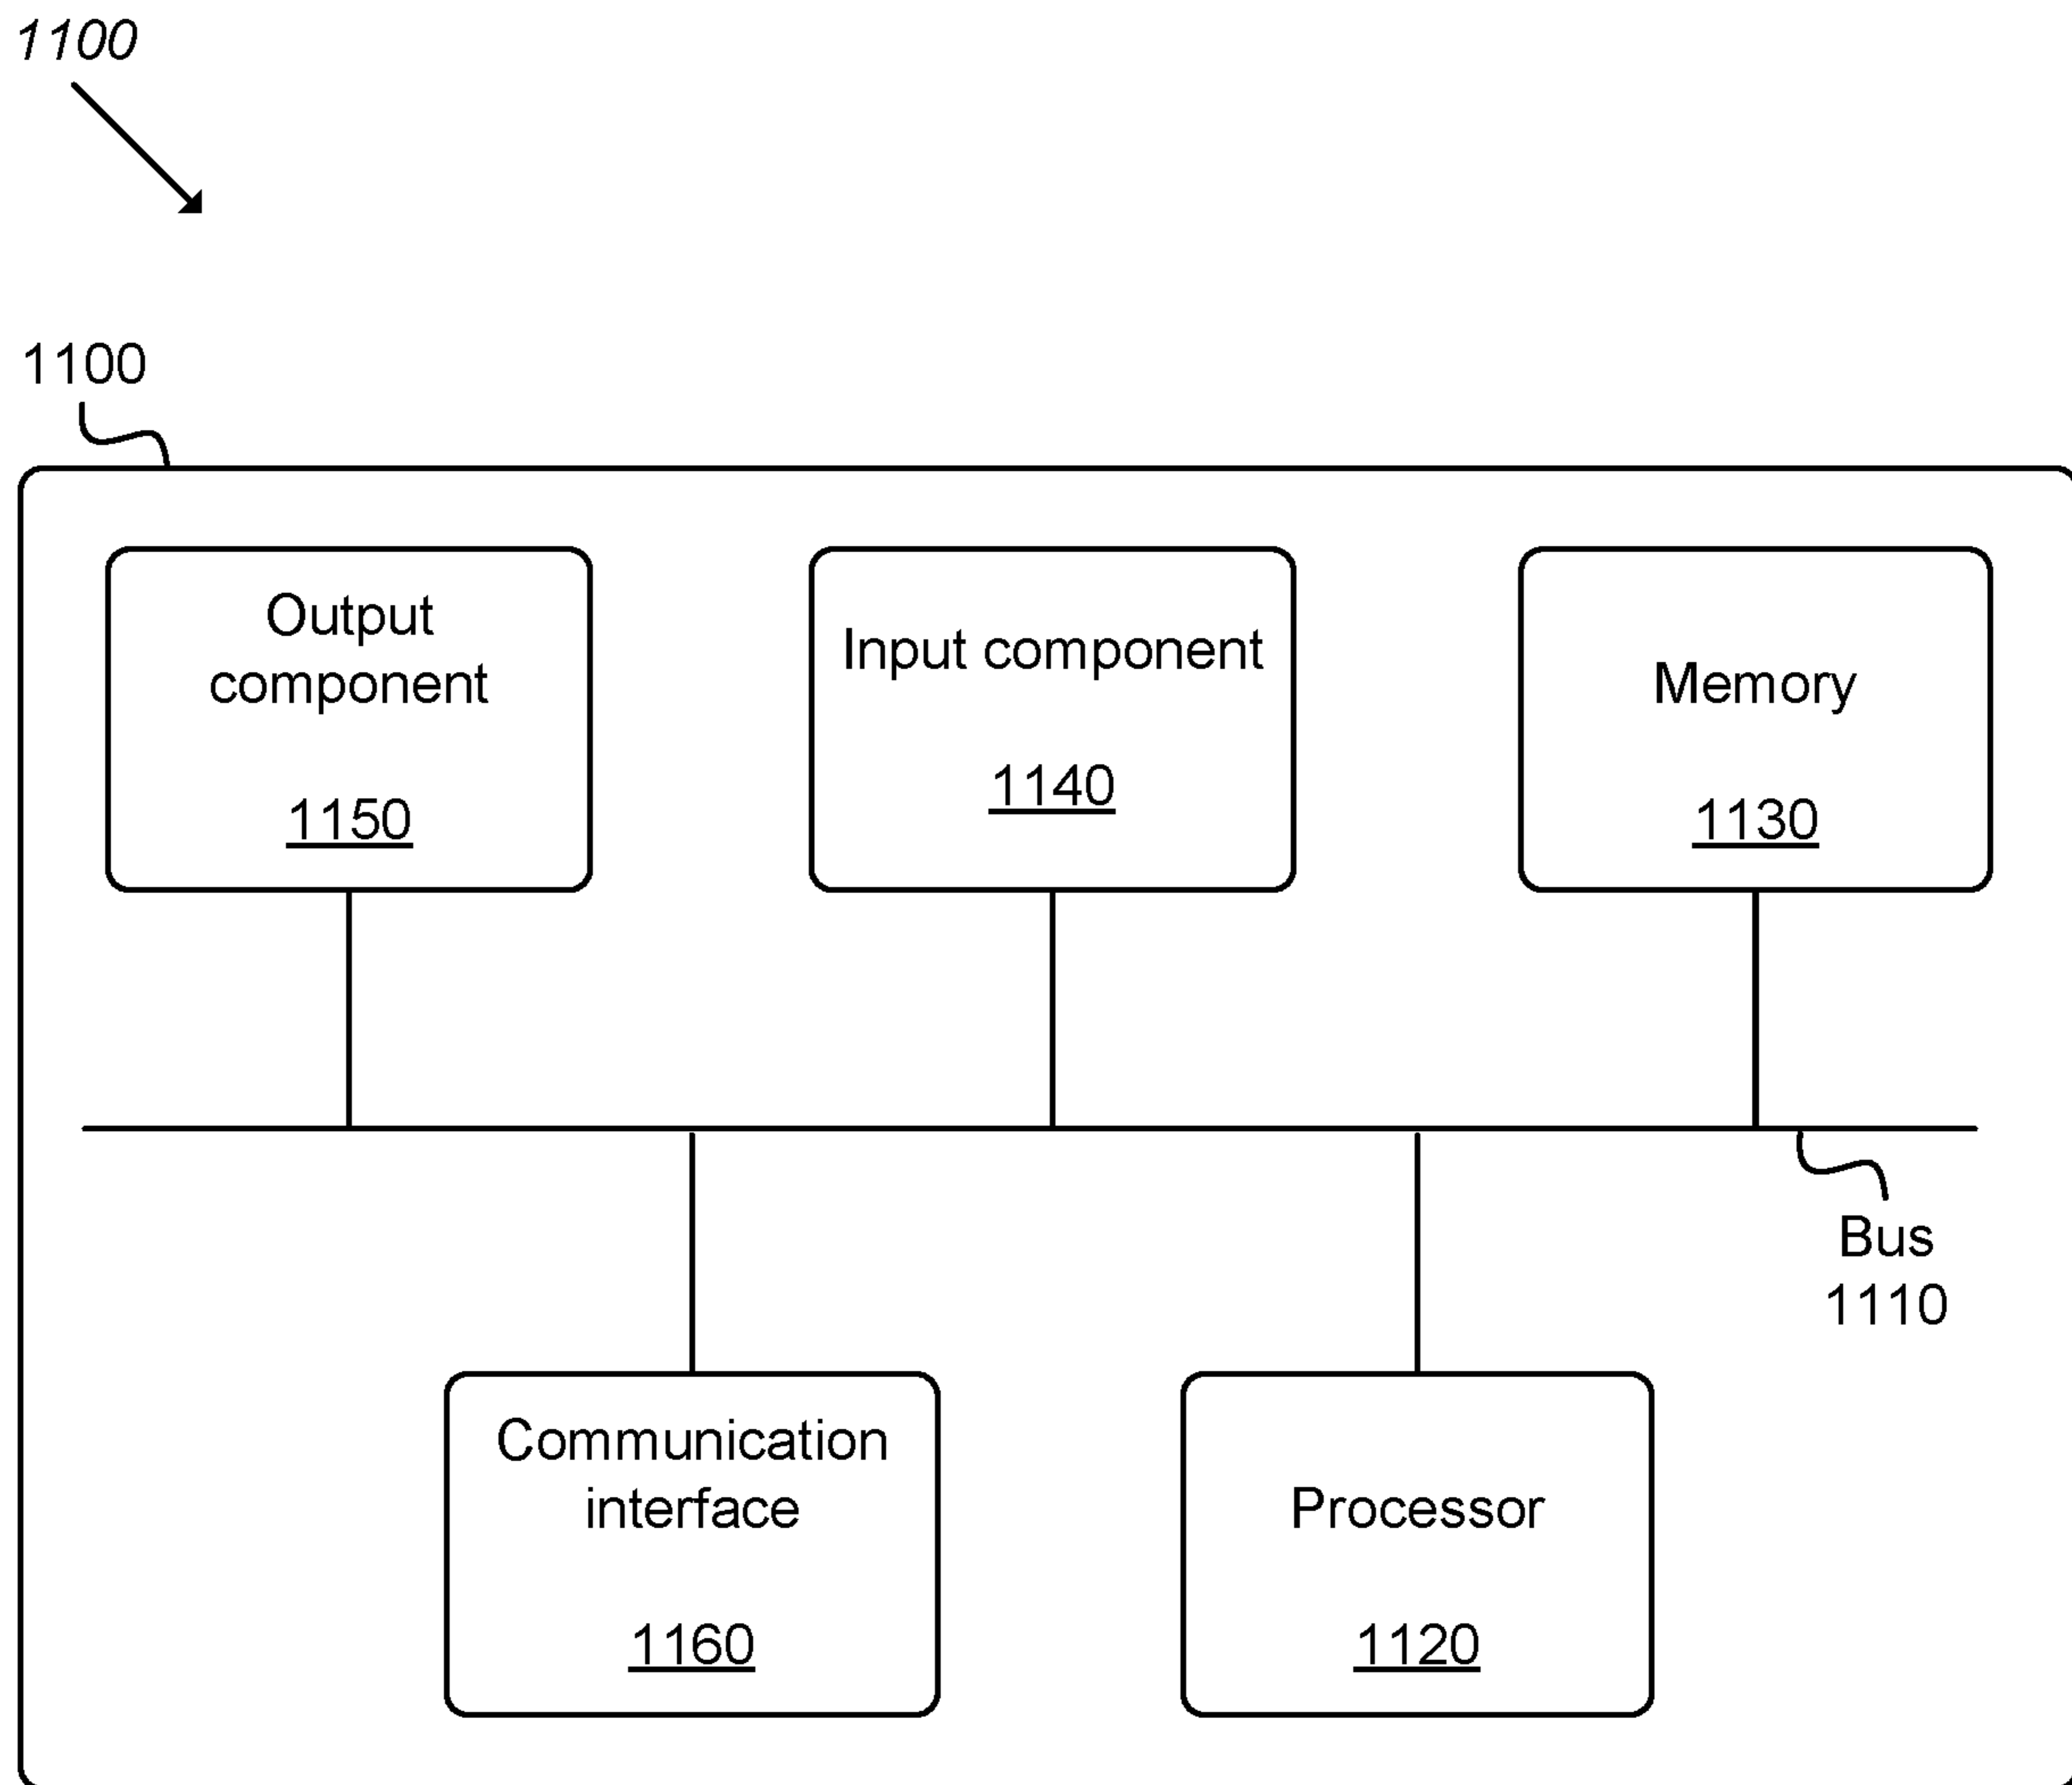 1100
1100
Output
component
1150
Input component
1140
Memory
1130
Bus
1110
Communication
interface
1160
Processor
1120